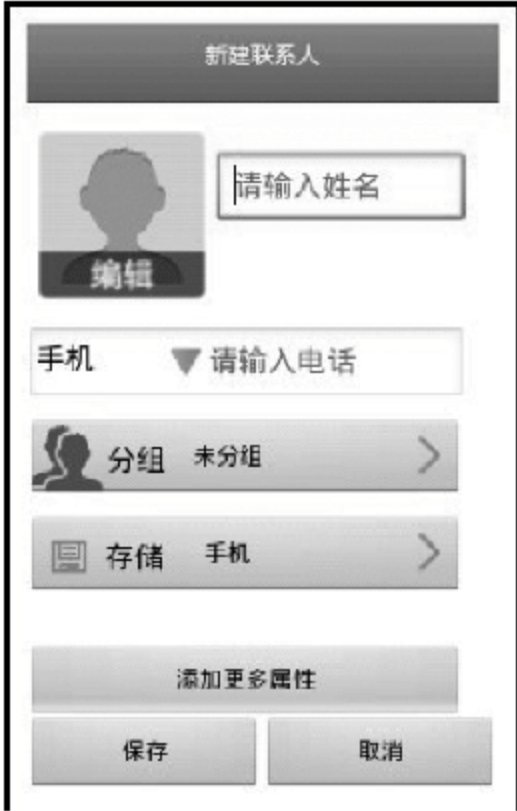 新建联系人
请输入姓名
编辑
手机 请输入电话
分组 未分组
存储 手机
添加更多属性
保存 取消